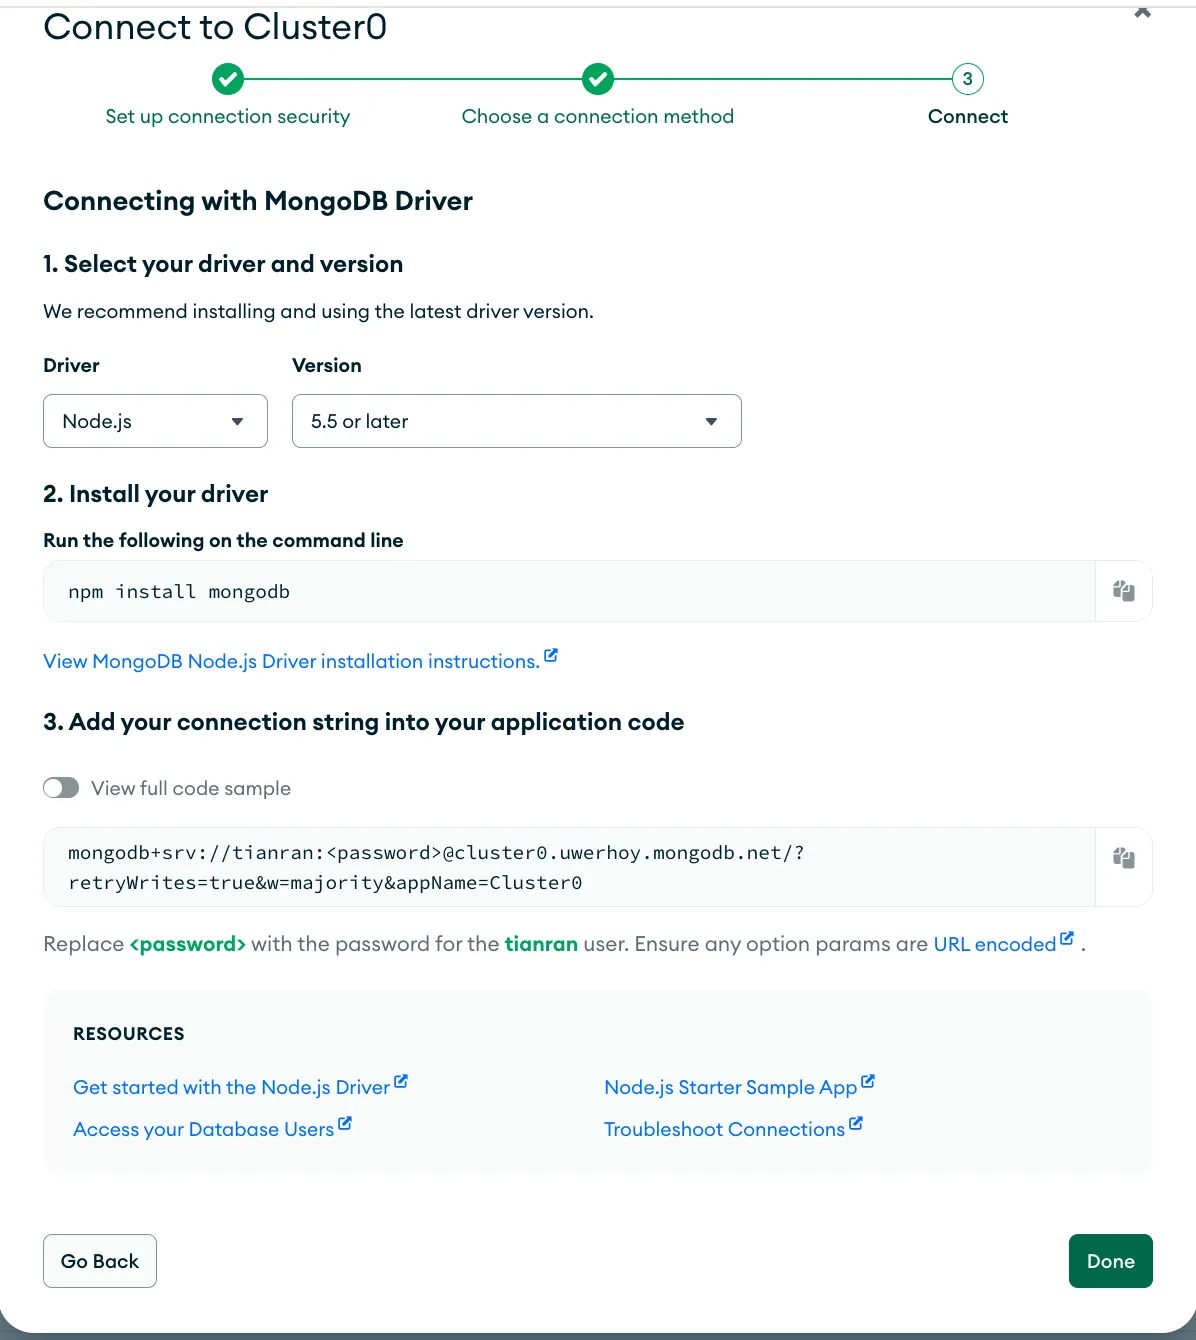 Connect to Cluster0
3
Set up connection security
Choose a connection method
Connect
Connecting with MongoDB Driver
1. Select your driver and version
We recommend installing and using the latest driver version.
Driver
Version
Node.js
5.5 or later
2. Install your driver
Run the following on the command line
npm install mongodb
View MongoDB Node.js Driver installation instructions.
3. Add your connection string into your application code
View full code sample
mongodb+srv://tianran:<password>@cluster0.uwerhoy.mongodb.net/?
retryWrites=true&w=majority&appName=Cluster0
Replace <password> with the password for the tianran user. Ensure any option params are URL encoded .
RESOURCES
Get started with the Node.js Driver
Node.js Starter Sample App
Access your Database Users
Troubleshoot Connections
Go Back
Done